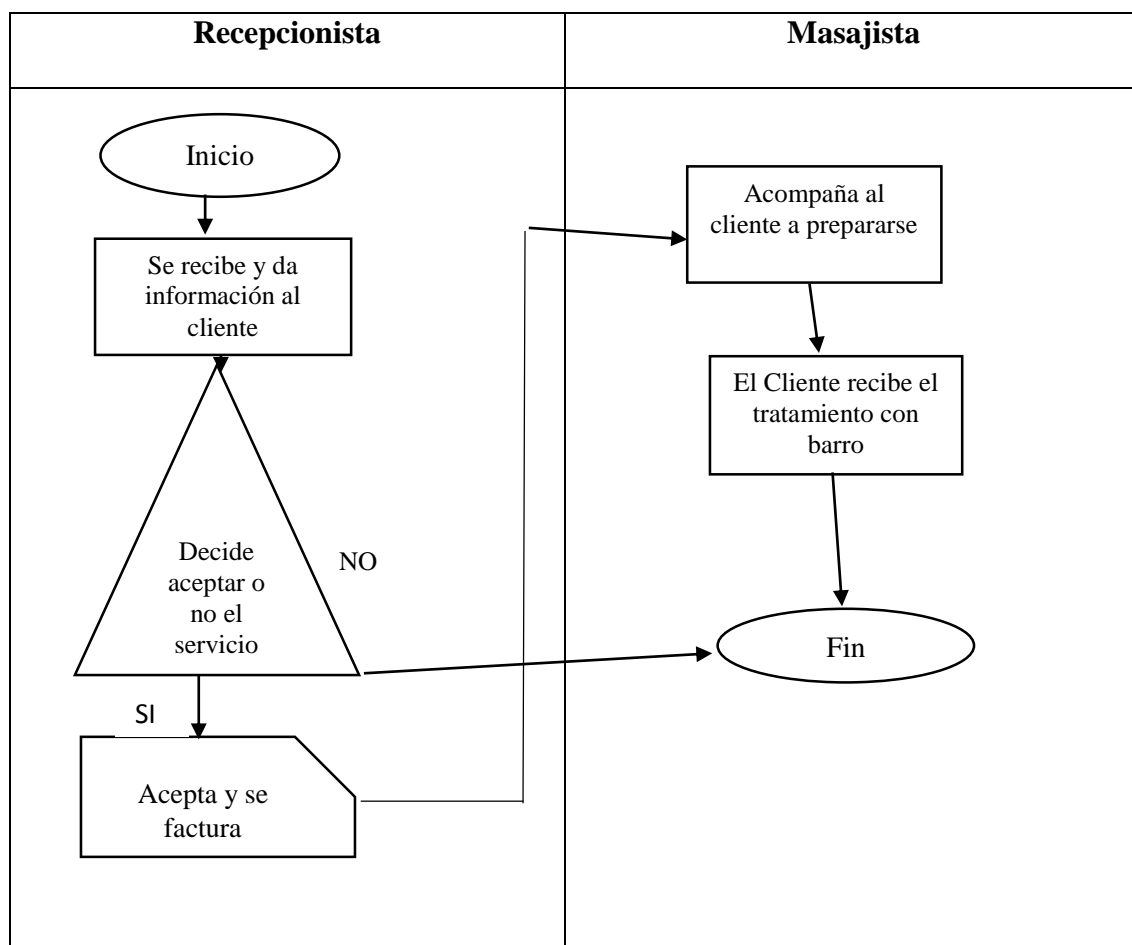 Recepcionista
Masajista
Inicio
Se recibe y da
información al
cliente
Decide
aceptar o
no el
servicio
NO
SI
Acepta y se
factura
Acompaña al
cliente a prepararse
El Cliente recibe el
tratamiento con
barro
Fin